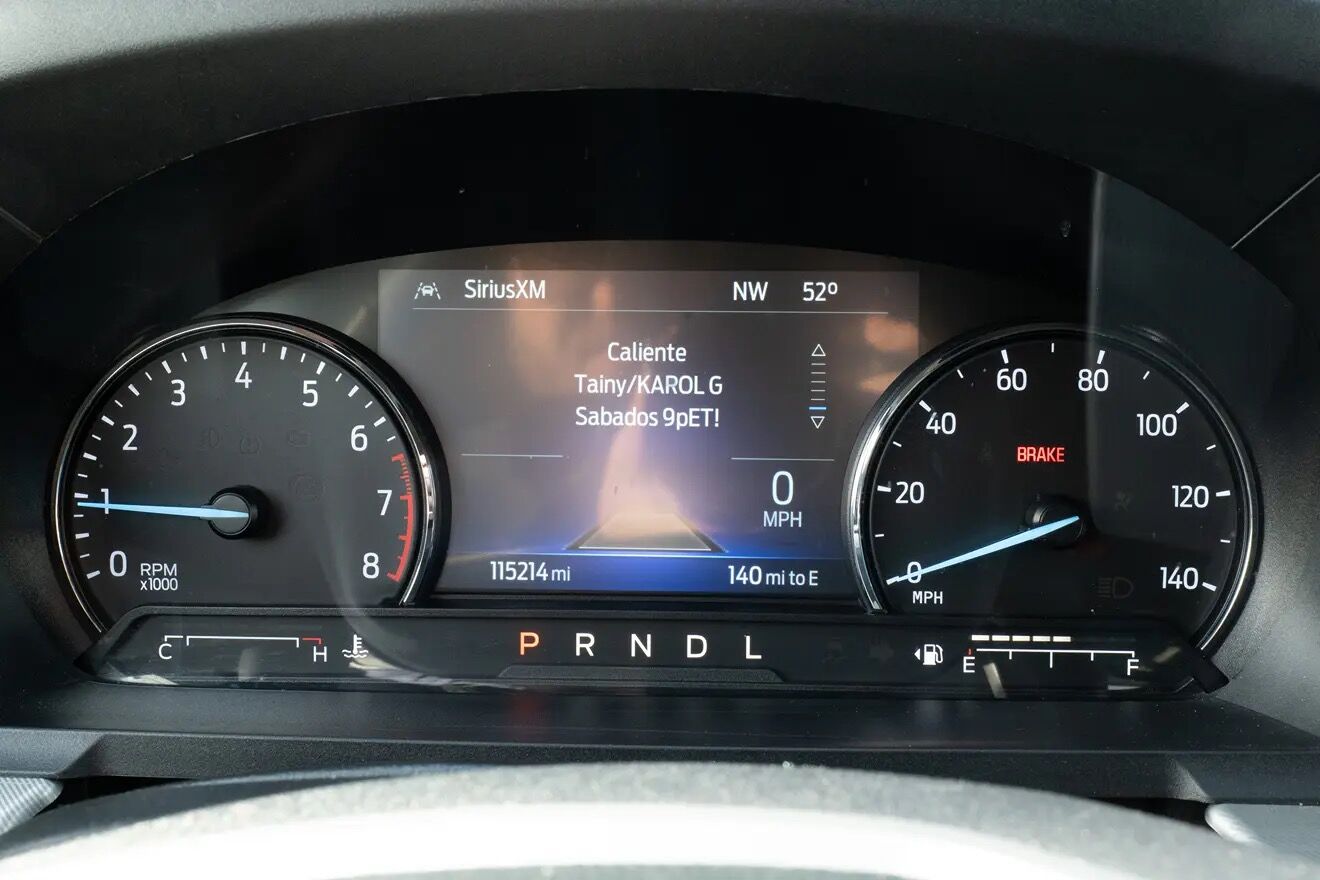 SiriusXM NW 52º
Caliente
Tainy/KAROL G
Sabados 9pET!
0
MPH
115214 mi 140 mi to E
0 1 2 3 4 5 6 7 8
RPM
x1000
0 20 40 60 80 100 120 140
BRAKE
MPH
C H
P R N D L
E F